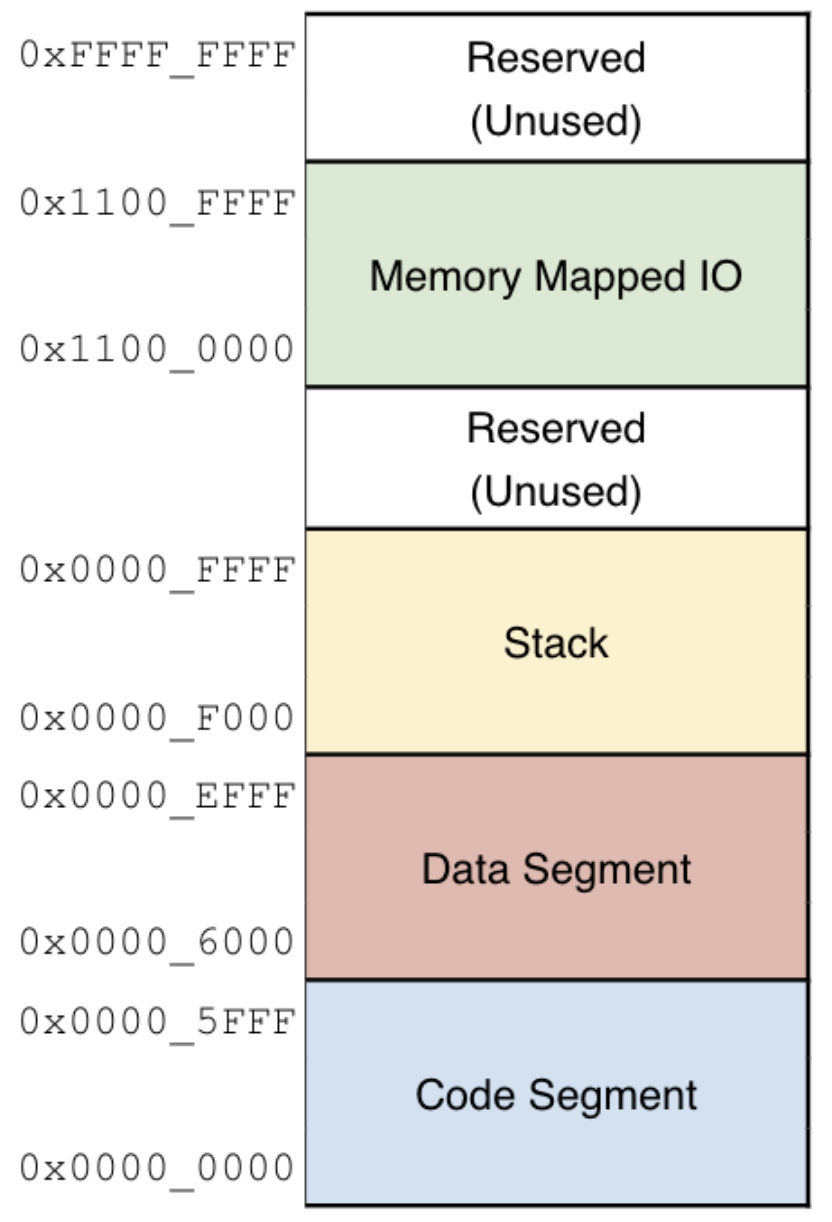 0xFFFF_FFFF
Reserved
(Unused)
0x1100_FFFF
Memory Mapped IO
0x1100_0000
Reserved
(Unused)
0x0000_FFFF
Stack
0x0000_F000
0x0000_EFFF
Data Segment
0x0000_6000
0x0000_5FFF
Code Segment
0x0000_0000